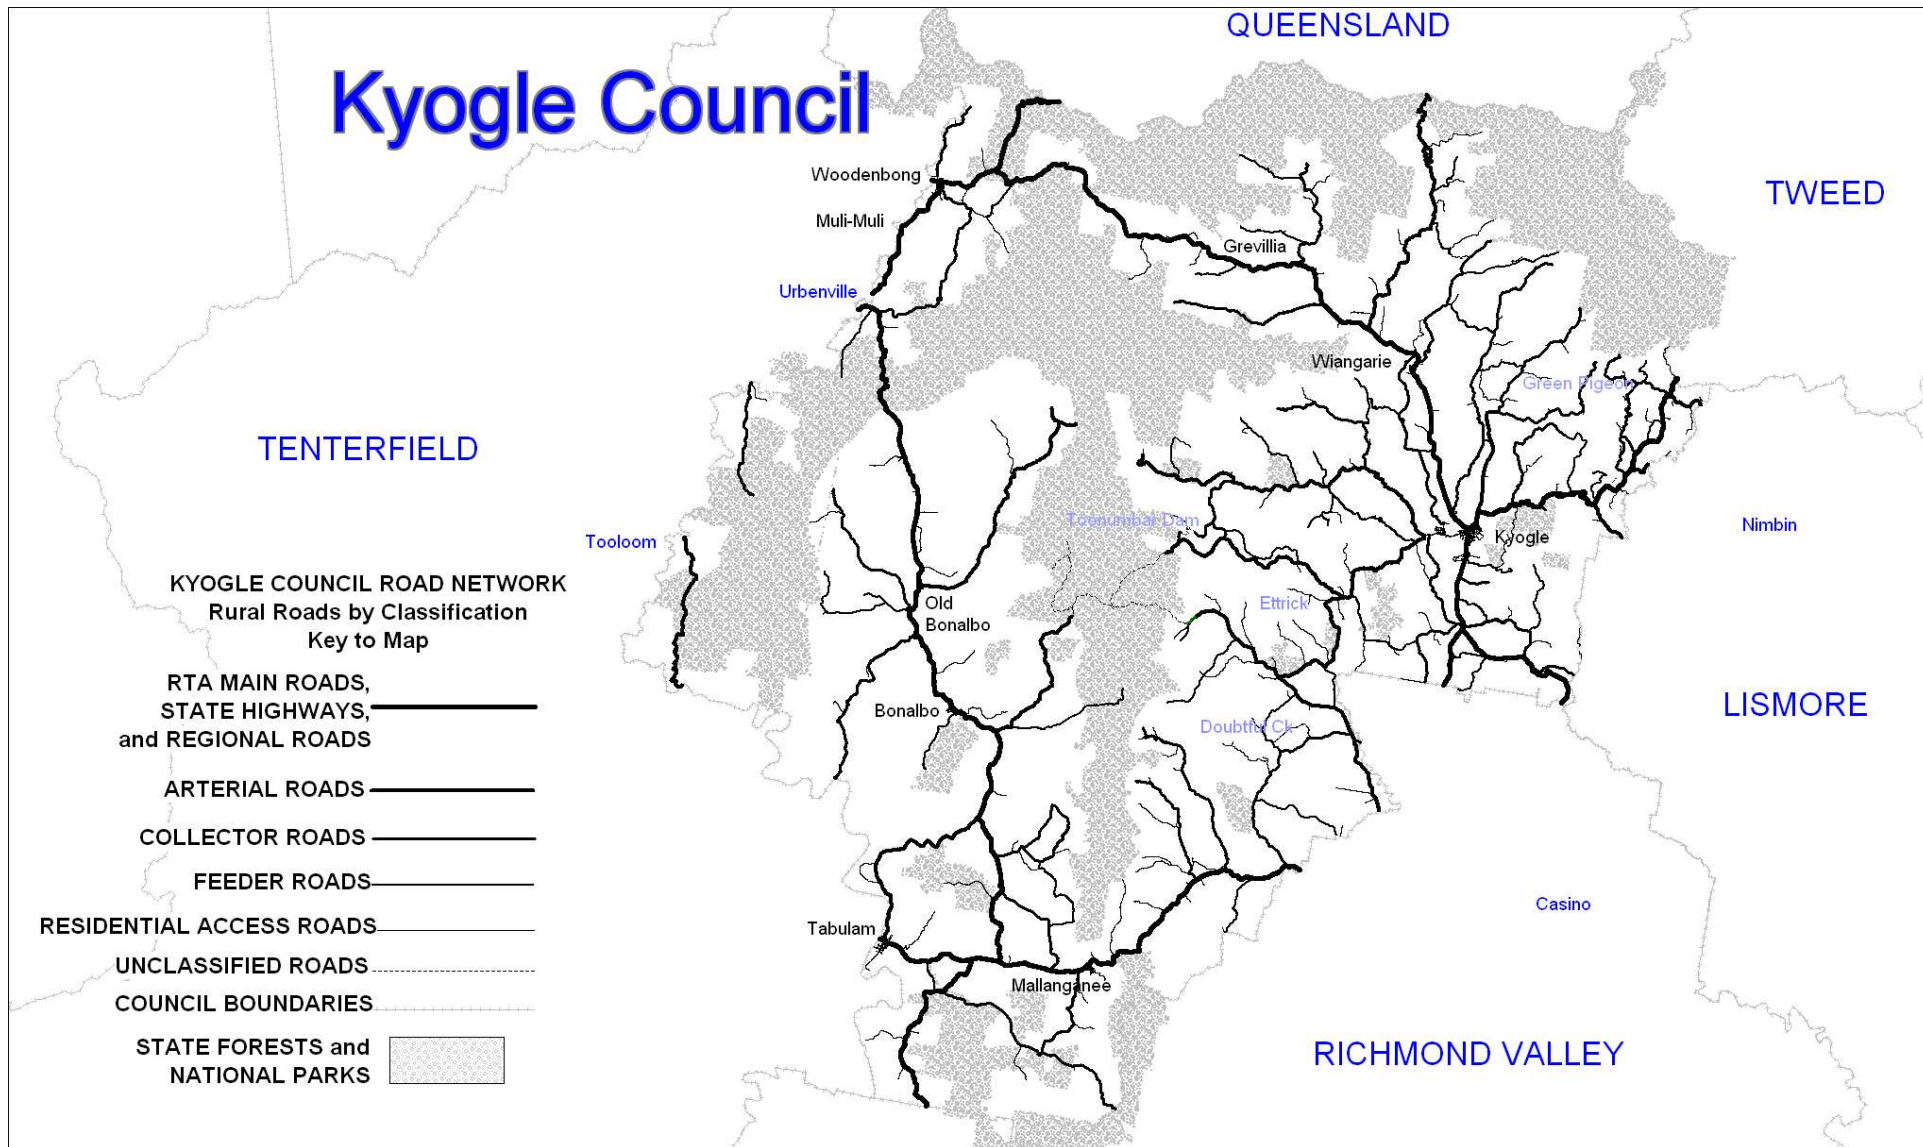 QUEENSLAND
Kyogle Council
Woodenbong
TWEED
Muli-Muli
Grevillia
Urbenville
Wiangarie
Green Pigeon
TENTERFIELD
Toonumbar Dam
Nimbin
Kyogle
Tooloom
KYOGLE COUNCIL ROAD NETWORK
Rural Roads by Classification
Key to Map
Old
Bonalbo
Ettrick
RTA MAIN ROADS,
STATE HIGHWAYS,
and REGIONAL ROADS
Bonalbo
LISMORE
Doubtful Ck
ARTERIAL ROADS
COLLECTOR ROADS
FEEDER ROADS
RESIDENTIAL ACCESS ROADS
Casino
Tabulam
UNCLASSIFIED ROADS
Mallanganee
COUNCIL BOUNDARIES
STATE FORESTS and
NATIONAL PARKS
RICHMOND VALLEY